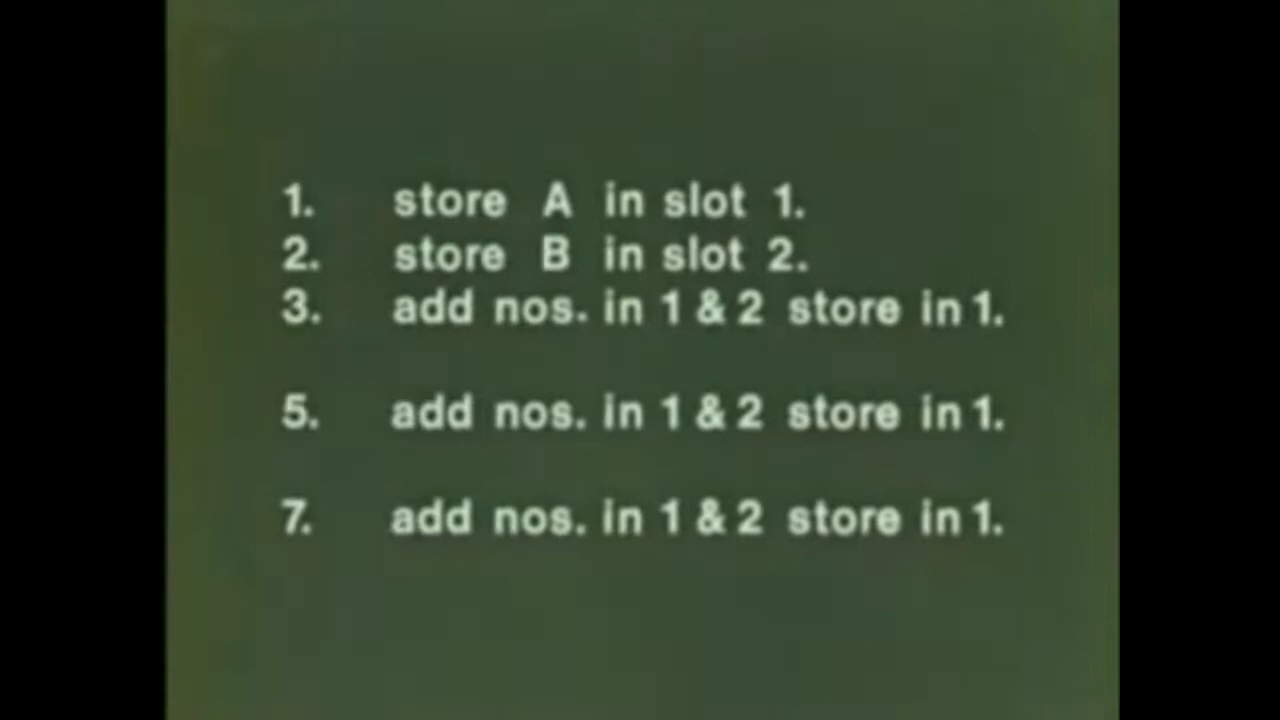 1. store A in slot 1.
2. store B in slot 2.
3. add nos. in 1 & 2 store in 1.
5. add nos. in 1 & 2 store in 1.
7. add nos. in 1 & 2 store in 1.